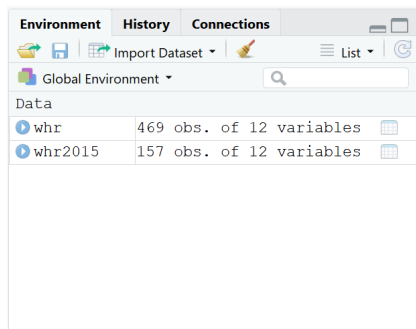 Environment History Connections
Import Dataset List
Global Environment
Data
whr 469 obs. of 12 variables
whr2015 157 obs. of 12 variables